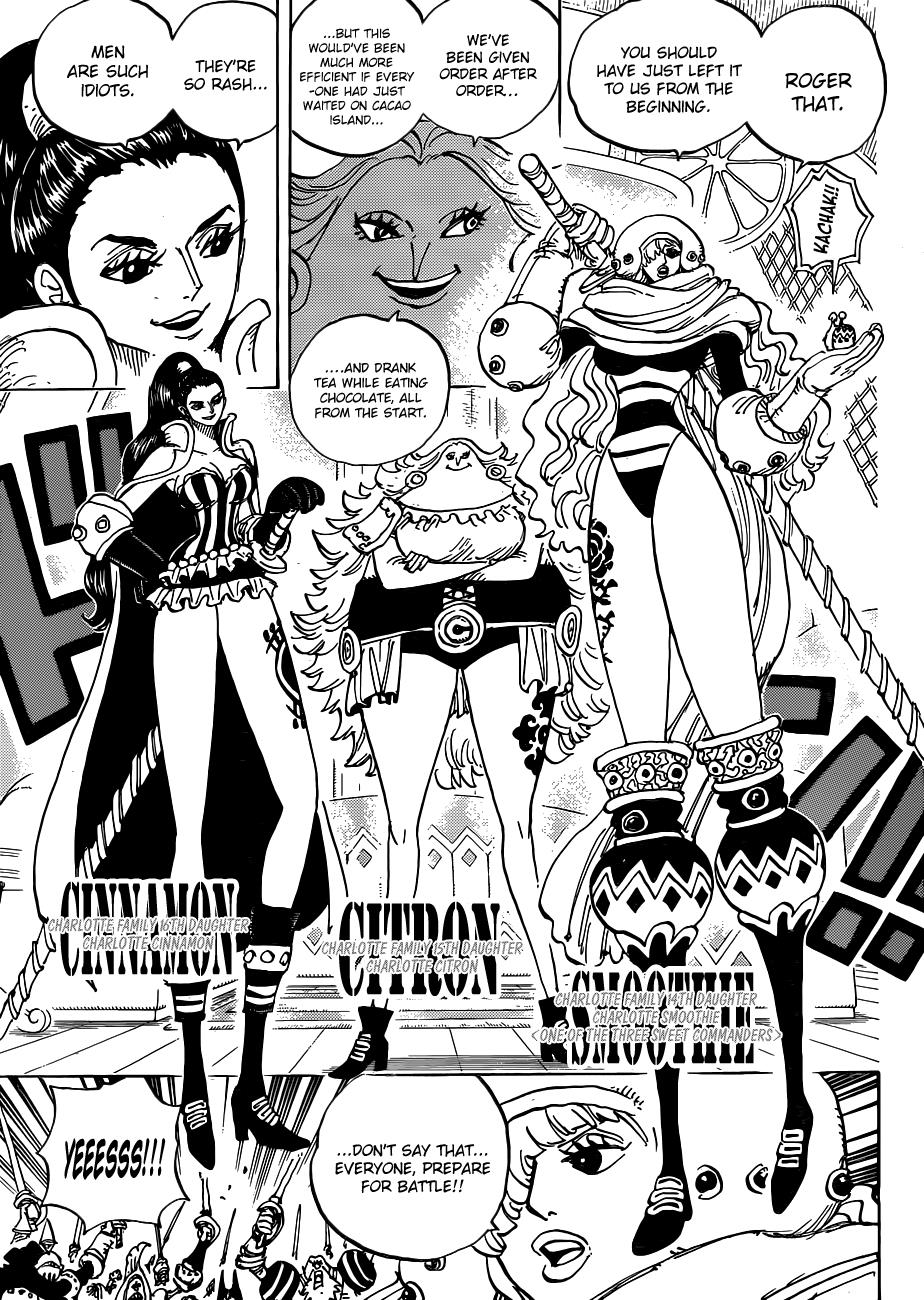 ROGER
THAT.
YOU SHOULD
HAVE JUST LEFT IT
TO US FROM THE
BEGINNING.
KACHAK!!
WE'VE
BEEN GIVEN
ORDER AFTER
ORDER...
...BUT THIS
WOULD'VE BEEN
MUCH MORE
EFFICIENT IF EVERY
-ONE HAD JUST
WAITED ON CACAO
ISLAND...
....AND DRANK
TEA WHILE EATING
CHOCOLATE, ALL
FROM THE START.
THEY'RE
SO RASH...
MEN
ARE SUCH
IDIOTS.
ドドン!!
SMOOTHIE
CHARLOTTE FAMILY 14TH DAUGHTER
CHARLOTTE SMOOTHIE
<ONE OF THE THREE SWEET COMMANDERS>
CITRON
CHARLOTTE FAMILY 15TH DAUGHTER
CHARLOTTE CITRON
CINNAMON
CHARLOTTE FAMILY 16TH DAUGHTER
CHARLOTTE CINNAMON
...DON'T SAY THAT...
EVERYONE, PREPARE
FOR BATTLE!!
YEEESSS!!!